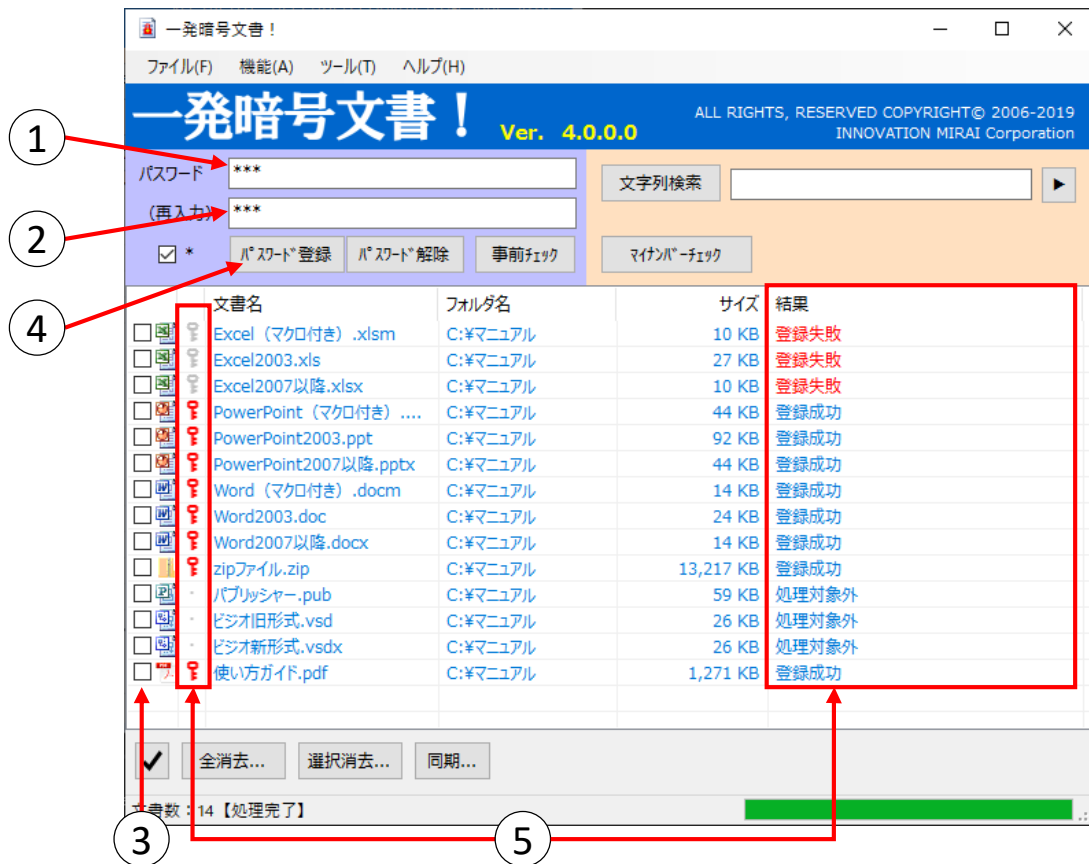 一発暗号文書！
ファイル(F) 機能(A) ツール(T) ヘルプ(H)
一発暗号文書！ Ver. 4.0.0.0
ALL RIGHTS, RESERVED COPYRIGHT© 2006-2019
INNOVATION MIRAI Corporation
①
パスワード ***
文字列検索
②
(再入力) ***
* ﾊﾟｽﾜｰﾄﾞ登録 ﾊﾟｽﾜｰﾄﾞ解除 事前ﾁｪｯｸ ﾏｲﾅﾝﾊﾞｰﾁｪｯｸ
④
文書名 フォルダ名 サイズ 結果
Excel（マクロ付き）.xlsm C:¥マニュアル 10 KB 登録失敗
Excel2003.xls C:¥マニュアル 27 KB 登録失敗
Excel2007以降.xlsx C:¥マニュアル 10 KB 登録失敗
PowerPoint（マクロ付き）.... C:¥マニュアル 44 KB 登録成功
PowerPoint2003.ppt C:¥マニュアル 92 KB 登録成功
PowerPoint2007以降.pptx C:¥マニュアル 44 KB 登録成功
Word（マクロ付き）.docm C:¥マニュアル 14 KB 登録成功
Word2003.doc C:¥マニュアル 24 KB 登録成功
Word2007以降.docx C:¥マニュアル 14 KB 登録成功
zipファイル.zip C:¥マニュアル 13,217 KB 登録成功
パブリッシャー.pub C:¥マニュアル 59 KB 処理対象外
ビジオ旧形式.vsd C:¥マニュアル 26 KB 処理対象外
ビジオ新形式.vsdx C:¥マニュアル 26 KB 処理対象外
使い方ガイド.pdf C:¥マニュアル 1,271 KB 登録成功
全消去... 選択消去... 同期...
文書数：14【処理完了】
③ ⑤